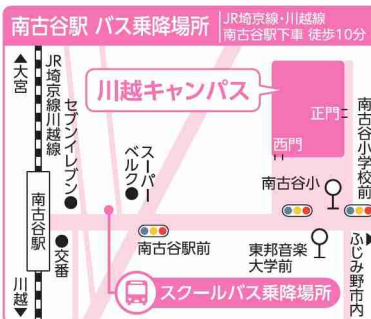 南古谷駅 バス乗降場所
JR埼京線・川越線
南古谷駅下車 徒歩10分
▲大宮
JR埼京線川越線
セブンイレブン
川越キャンパス
スーパー
ベルク
正門
西門
南古谷小学校前
南古谷小
南古谷駅
交番
南古谷駅前
東邦音楽
大学前
ふじみ野市内▶
川越▼
スクールバス乗降場所